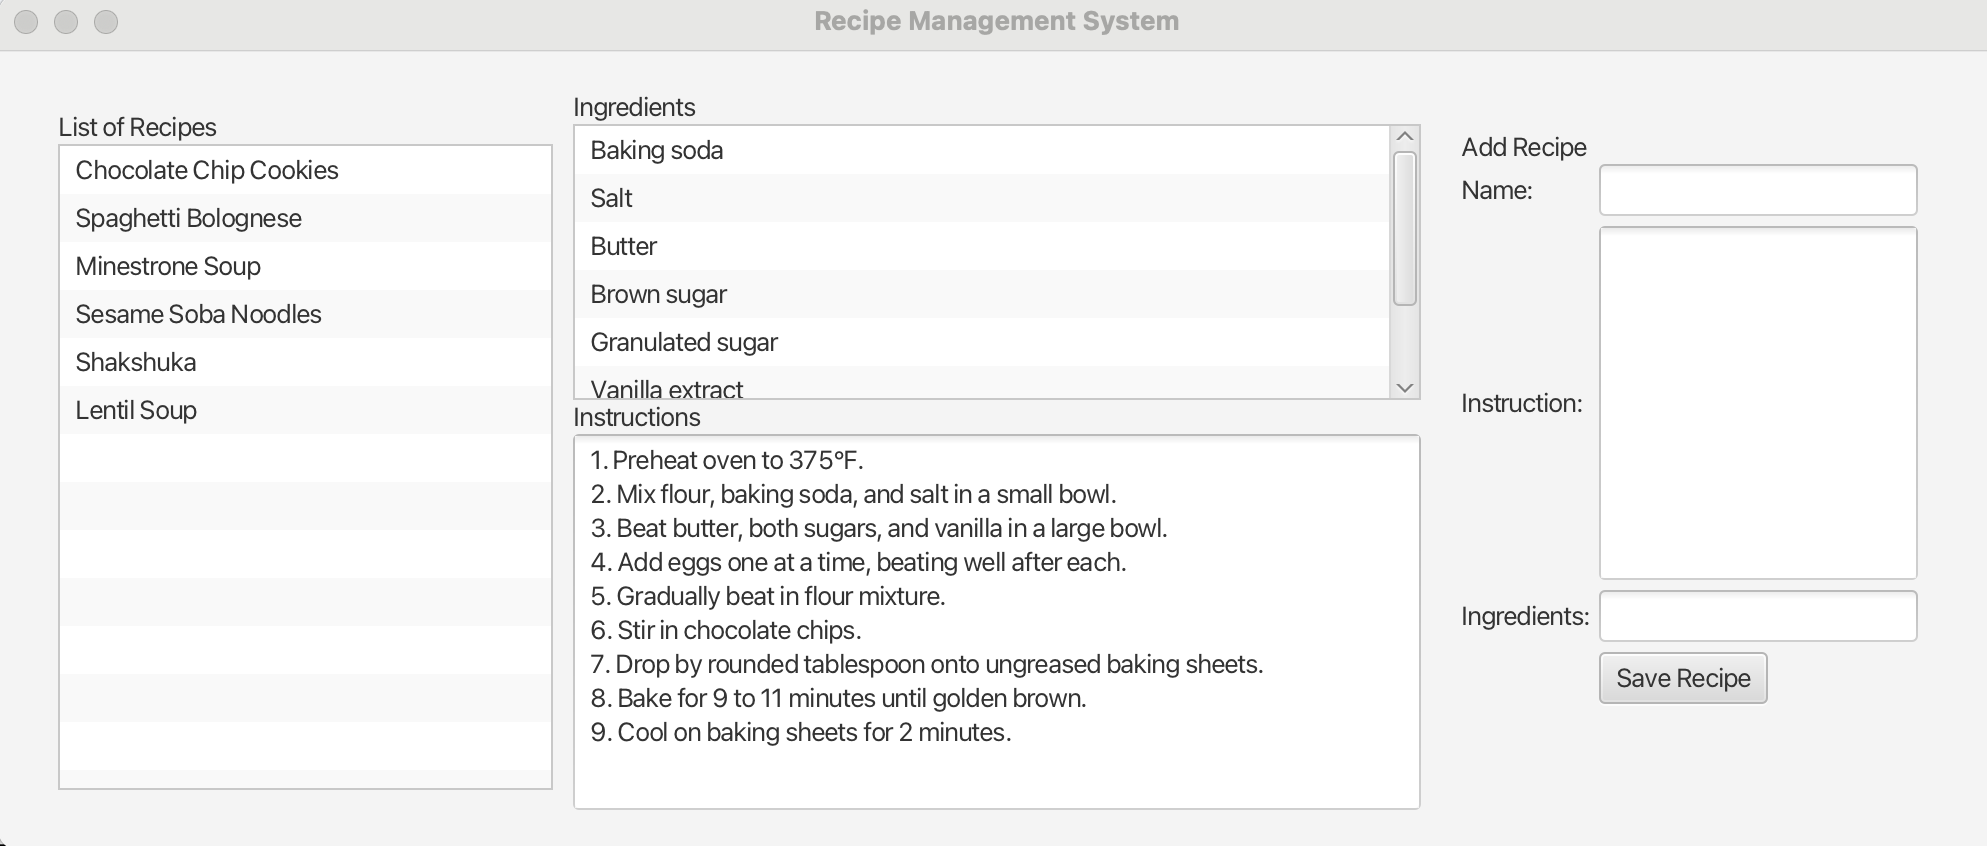 Recipe Management System
List of Recipes
Chocolate Chip Cookies
Spaghetti Bolognese
Minestrone Soup
Sesame Soba Noodles
Shakshuka
Lentil Soup
Ingredients
Baking soda
Salt
Butter
Brown sugar
Granulated sugar
Vanilla extract
Instructions
1. Preheat oven to 375°F.
2. Mix flour, baking soda, and salt in a small bowl.
3. Beat butter, both sugars, and vanilla in a large bowl.
4. Add eggs one at a time, beating well after each.
5. Gradually beat in flour mixture.
6. Stir in chocolate chips.
7. Drop by rounded tablespoon onto ungreased baking sheets.
8. Bake for 9 to 11 minutes until golden brown.
9. Cool on baking sheets for 2 minutes.
Add Recipe
Name:
Instruction:
Ingredients:
Save Recipe